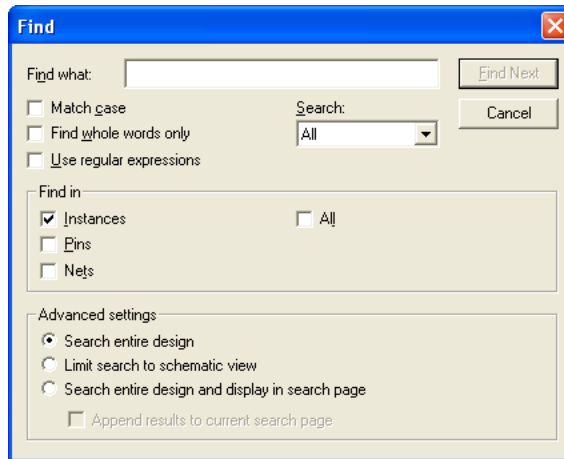 Find
Find what:
Find Next
Match case
Search:
Cancel
Find whole words only
All
Use regular expressions
Find in
Instances
All
Pins
Nets
Advanced settings
Search entire design
Limit search to schematic view
Search entire design and display in search page
Append results to current search page